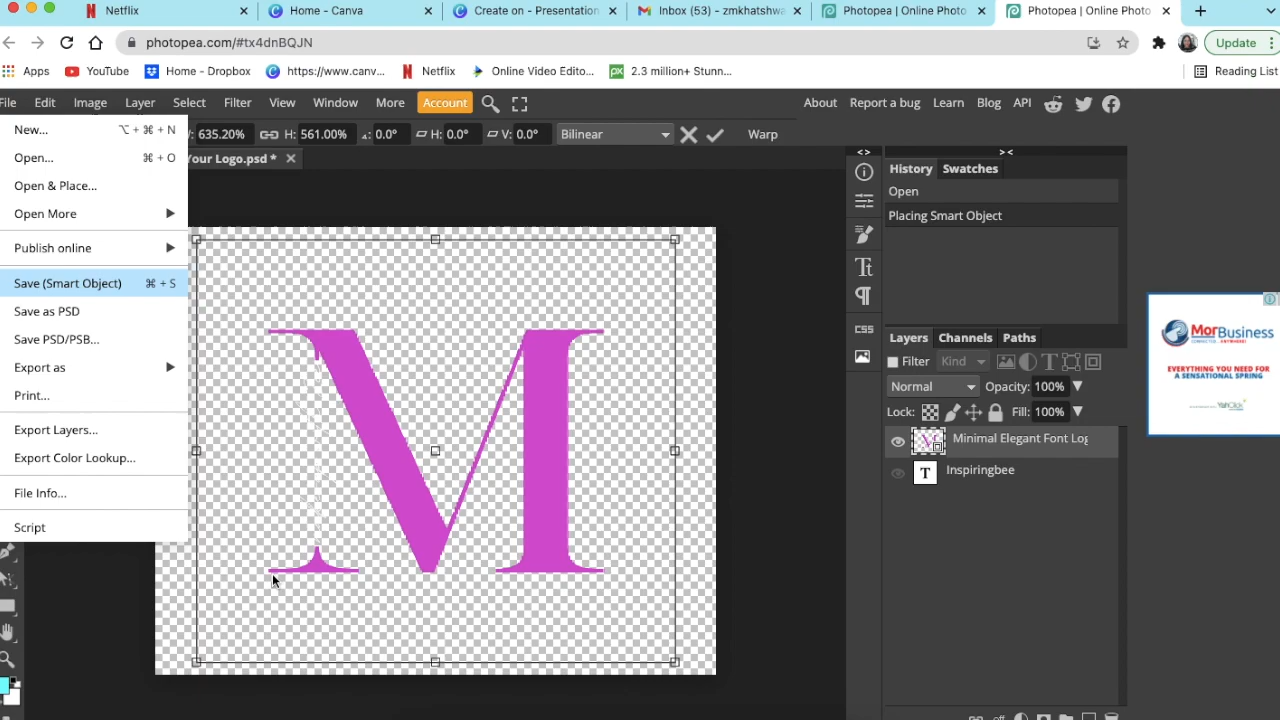 Netflix
Home - Canva
Create on - Presentation
Inbox (53) - zmkhatshwa
Photopea | Online Photo
Photopea | Online Photo
photopea.com/#tx4dnBQJN
Update
Apps
YouTube
Home - Dropbox
https://www.canv...
Netflix
Online Video Edito...
2.3 million+ Stunn...
Reading List
File Edit Image Layer Select Filter View Window More Account
About Report a bug Learn Blog API
W: 635.20% H: 561.00% 0.0° H: 0.0° V: 0.0° Bilinear Warp
Your Logo.psd *
New... ⌥ + ⌘ + N
Open... ⌘ + O
Open & Place...
Open More
Publish online
Save (Smart Object) ⌘ + S
Save as PSD
Save PSD/PSB...
Export as
Print...
Export Layers...
Export Color Lookup...
File Info...
Script
M
History Swatches
Open
Placing Smart Object
CSS
Layers Channels Paths
Filter Kind
Normal Opacity: 100%
Lock: Fill: 100%
Minimal Elegant Font Log
T Inspiringbee
MorBusiness
EVERYTHING YOU NEED FOR
A SENSATIONAL SPRING